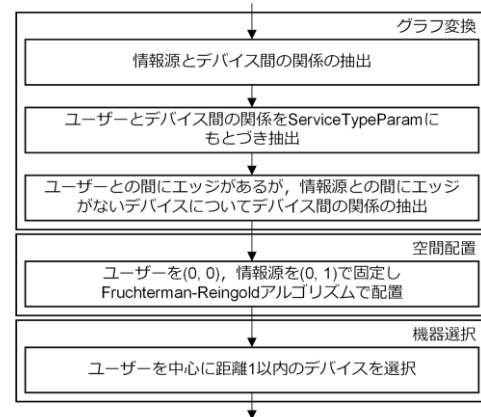 グラフ変換
情報源とデバイス間の関係の抽出
ユーザーとデバイス間の関係をServiceTypeParamに
もとづき抽出
ユーザーとの間にエッジがあるが，情報源との間にエッジ
がないデバイスについてデバイス間の関係の抽出
空間配置
ユーザーを(0, 0)，情報源を(0, 1)で固定し
Fruchterman-Reingoldアルゴリズムで配置
機器選択
ユーザーを中心に距離1以内のデバイスを選択